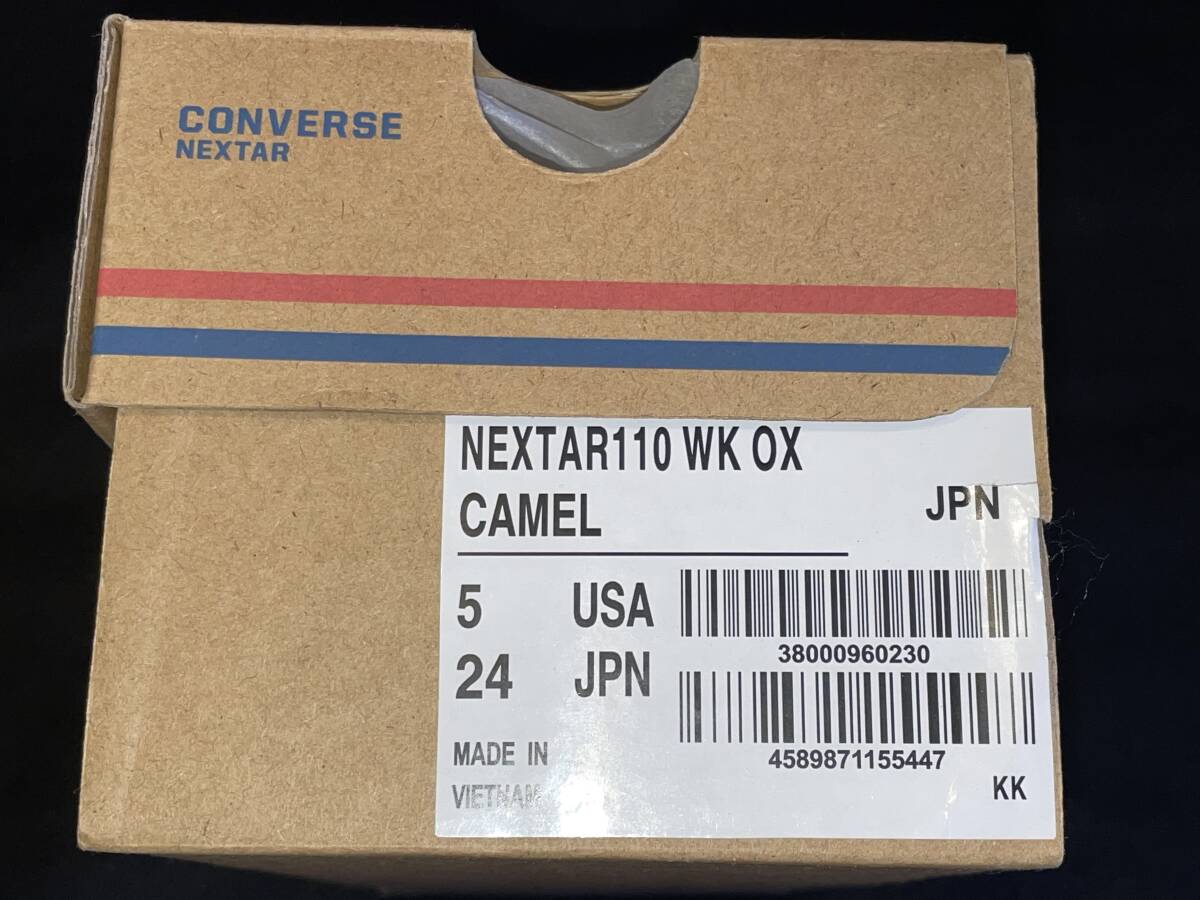 CONVERSE
NEXTAR
NEXTAR110 WK OX
CAMEL
JPN
5 USA
38000960230
24 JPN
4589871155447
MADE IN
VIETNAM
KK